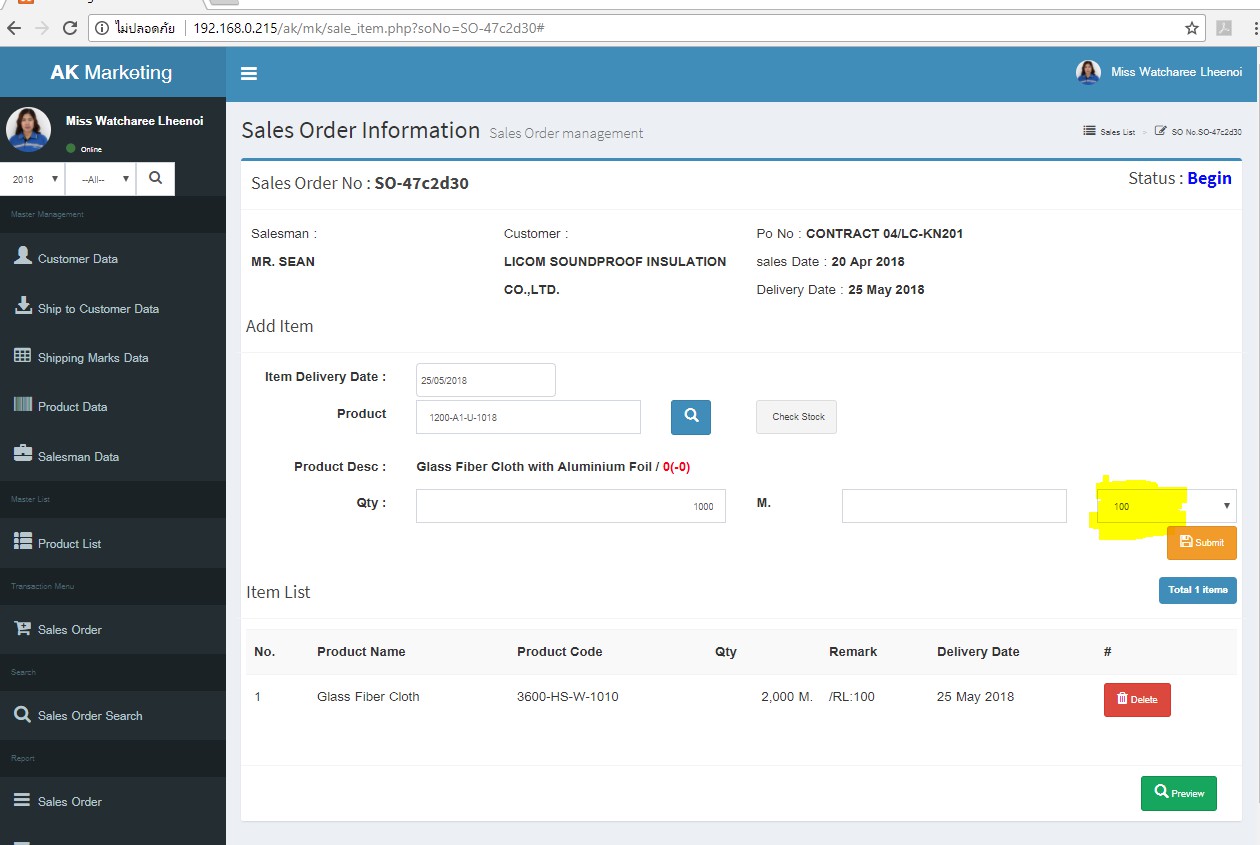 ไม่ปลอดภัย 192.168.0.215/ak/mk/sale_item.php?soNo=SO-47c2d30#
AK Marketing
Miss Watcharee Lheenoi
Miss Watcharee Lheenoi
Online
2018 --All--
Master Management
Customer Data
Ship to Customer Data
Shipping Marks Data
Product Data
Salesman Data
Master List
Product List
Transaction Menu
Sales Order
Search
Sales Order Search
Report
Sales Order
Sales Order Information Sales Order management
Sales List SO No.SO-47c2d30
Sales Order No : SO-47c2d30
Status : Begin
Salesman : Customer : Po No : CONTRACT 04/LC-KN201
MR. SEAN LICOM SOUNDPROOF INSULATION sales Date : 20 Apr 2018
CO.,LTD. Delivery Date : 25 May 2018
Add Item
Item Delivery Date : 25/05/2018
Product 1200-A1-U-1018 Check Stock
Product Desc : Glass Fiber Cloth with Aluminium Foil / 0(-0)
Qty : 1000 M. 100
Submit
Item List Total 1 items
No. Product Name Product Code Qty Remark Delivery Date #
1 Glass Fiber Cloth 3600-HS-W-1010 2,000 M. /RL:100 25 May 2018 Delete
Preview